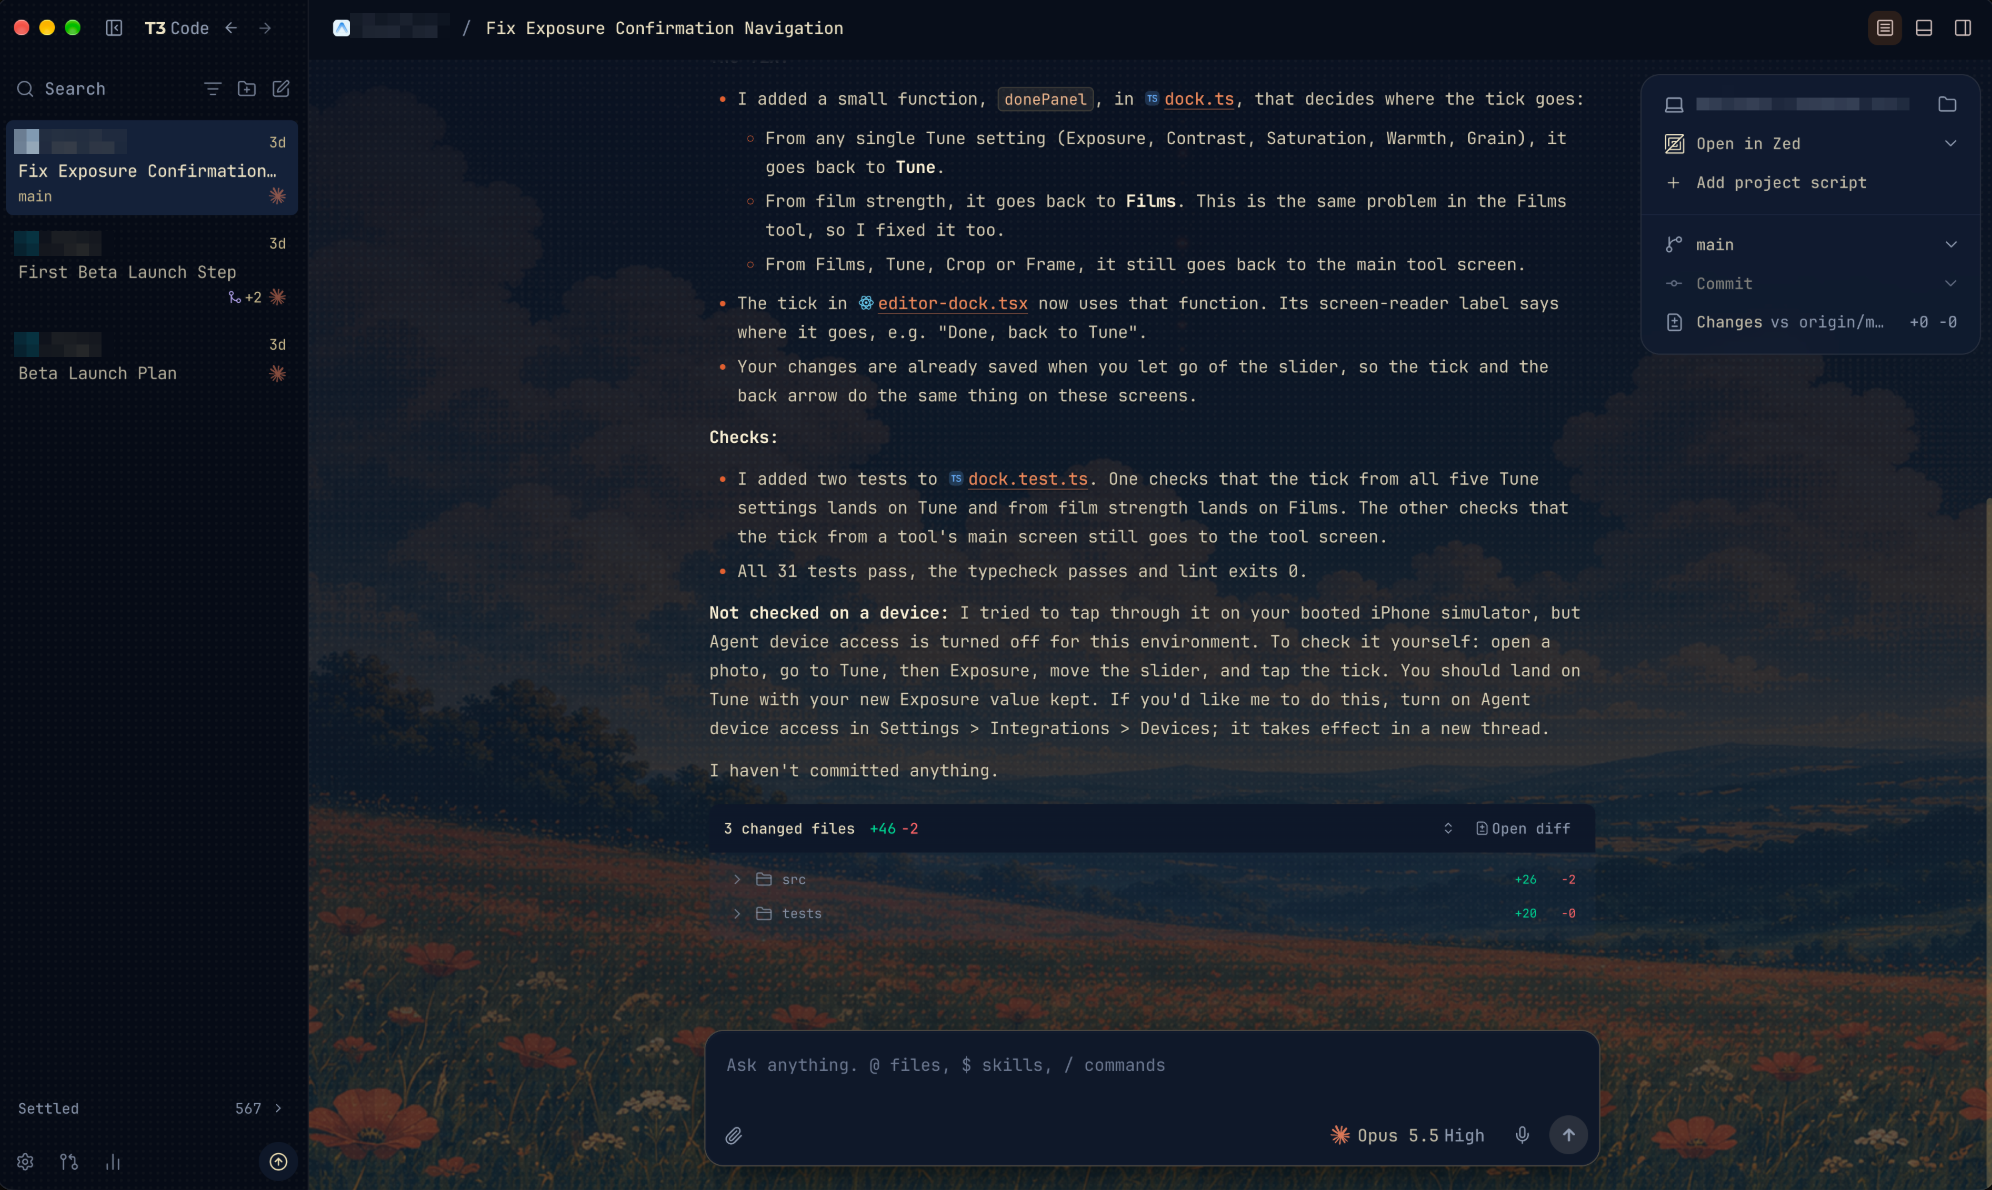 T3 Code
/ Fix Exposure Confirmation Navigation
Search
3d
Fix Exposure Confirmation…
main
3d
First Beta Launch Step
+2
3d
Beta Launch Plan
Settled 567
• I added a small function, donePanel, in TS dock.ts, that decides where the tick goes:
From any single Tune setting (Exposure, Contrast, Saturation, Warmth, Grain), it
goes back to Tune.
From film strength, it goes back to Films. This is the same problem in the Films
tool, so I fixed it too.
From Films, Tune, Crop or Frame, it still goes back to the main tool screen.
• The tick in editor-dock.tsx now uses that function. Its screen-reader label says
where it goes, e.g. "Done, back to Tune".
• Your changes are already saved when you let go of the slider, so the tick and the
back arrow do the same thing on these screens.
Checks:
• I added two tests to TS dock.test.ts. One checks that the tick from all five Tune
settings lands on Tune and from film strength lands on Films. The other checks that
the tick from a tool's main screen still goes to the tool screen.
• All 31 tests pass, the typecheck passes and lint exits 0.
Not checked on a device: I tried to tap through it on your booted iPhone simulator, but
Agent device access is turned off for this environment. To check it yourself: open a
photo, go to Tune, then Exposure, move the slider, and tap the tick. You should land on
Tune with your new Exposure value kept. If you'd like me to do this, turn on Agent
device access in Settings > Integrations > Devices; it takes effect in a new thread.
I haven't committed anything.
3 changed files +46 -2 Open diff
src +26 -2
tests +20 -0
Ask anything. @ files, $ skills, / commands
Opus 5.5 High
Open in Zed
+ Add project script
main
Commit
Changes vs origin/m… +0 -0